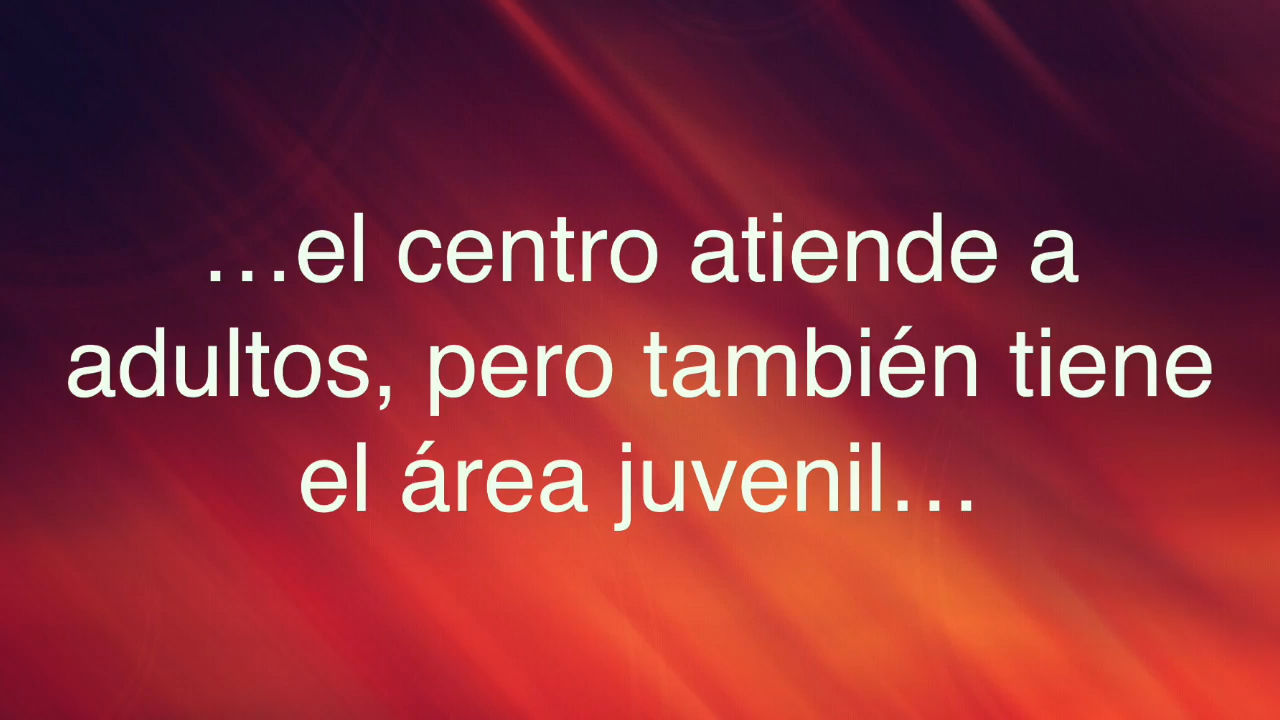 …el centro atiende a
adultos, pero también tiene
el área juvenil…